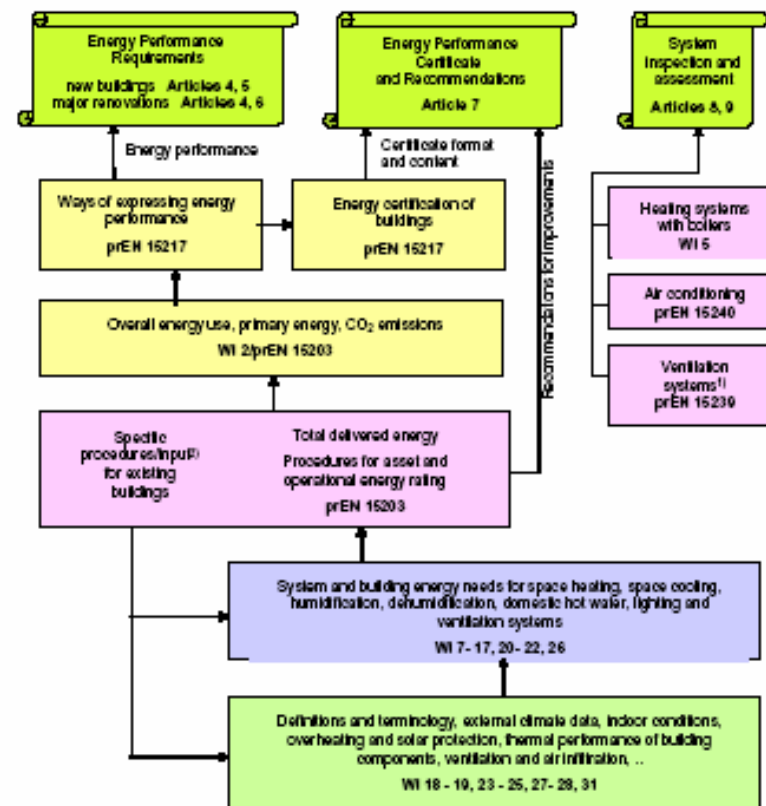 Energy Performance
Requirements
new buildings Articles 4, 5
major renovations Articles 4, 6
Energy Performance
Certificate
and Recommendations
Article 7
System
inspection and
assessment
Articles 8, 9
Energy performance
Certificate format
and content
Recommendations for improvements
Ways of expressing energy
performance
prEN 15217
Energy certification of
buildings
prEN 15217
Heating systems
with boilers
WI 5
Air conditioning
prEN 15240
Ventilation
systems¹⁾
prEN 15239
Overall energy use, primary energy, CO₂ emissions
WI 2/prEN 15203
Specific
procedures/input²⁾
for existing
buildings
Total delivered energy
Procedures for asset and
operational energy rating
prEN 15203
System and building energy needs for space heating, space cooling,
humidification, dehumidification, domestic hot water, lighting and
ventilation systems
WI 7- 17, 20- 22, 26
Definitions and terminology, external climate data, indoor conditions,
overheating and solar protection, thermal performance of building
components, ventilation and air infiltration, ..
WI 18 - 19, 23 - 25, 27- 28, 31